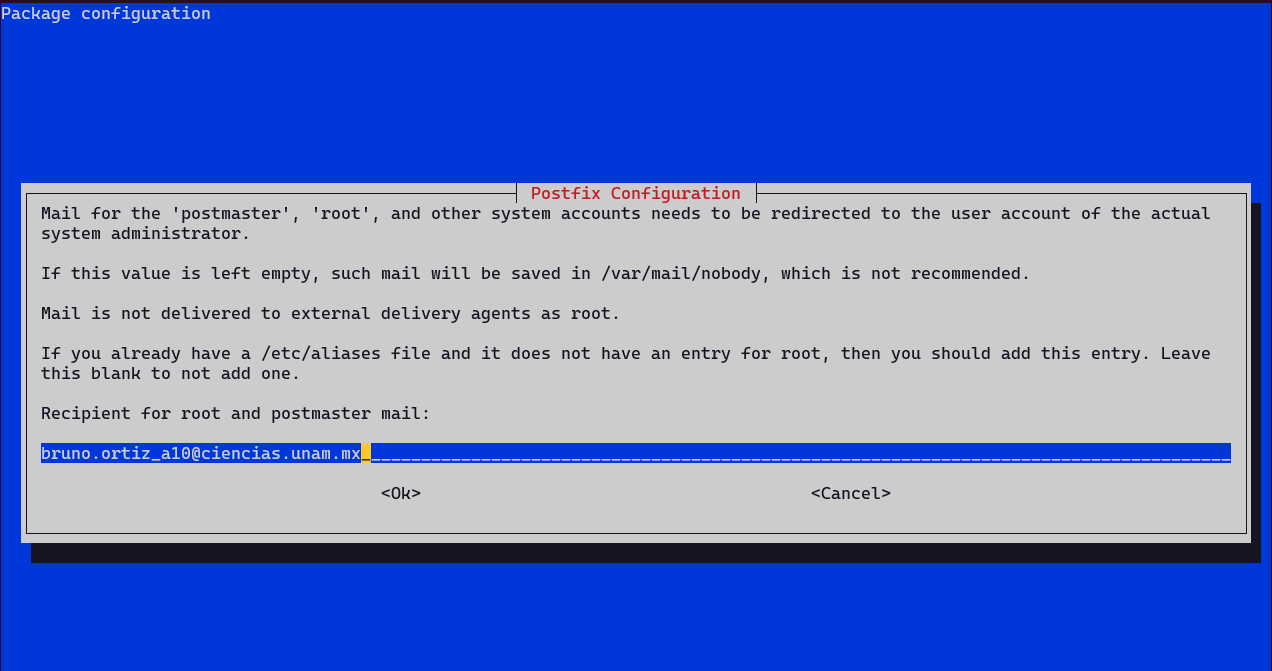 Package configuration
Postfix Configuration
Mail for the 'postmaster', 'root', and other system accounts needs to be redirected to the user account of the actual
system administrator.
If this value is left empty, such mail will be saved in /var/mail/nobody, which is not recommended.
Mail is not delivered to external delivery agents as root.
If you already have a /etc/aliases file and it does not have an entry for root, then you should add this entry. Leave
this blank to not add one.
Recipient for root and postmaster mail:
bruno.ortiz_a10@ciencias.unam.mx
<Ok> <Cancel>